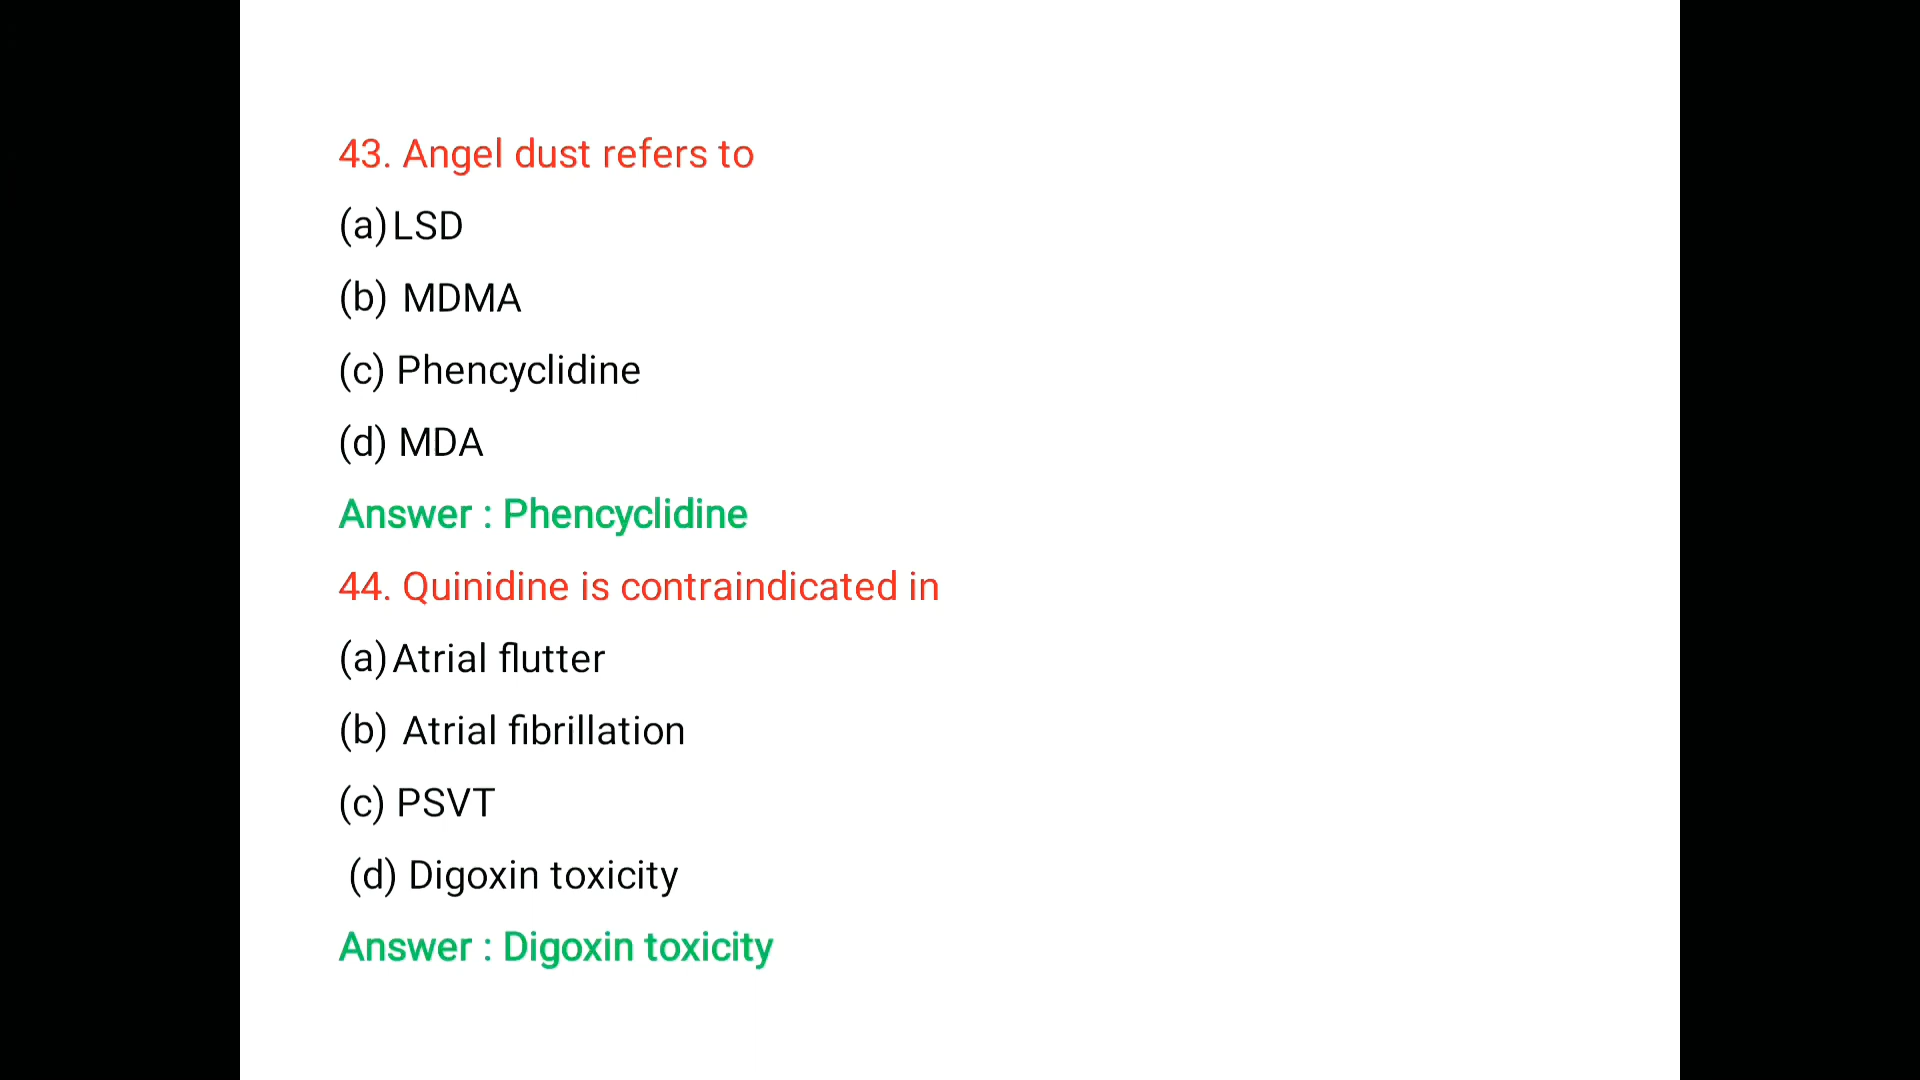 43. Angel dust refers to
(a) LSD
(b) MDMA
(c) Phencyclidine
(d) MDA
Answer : Phencyclidine
44. Quinidine is contraindicated in
(a) Atrial flutter
(b) Atrial fibrillation
(c) PSVT
(d) Digoxin toxicity
Answer : Digoxin toxicity